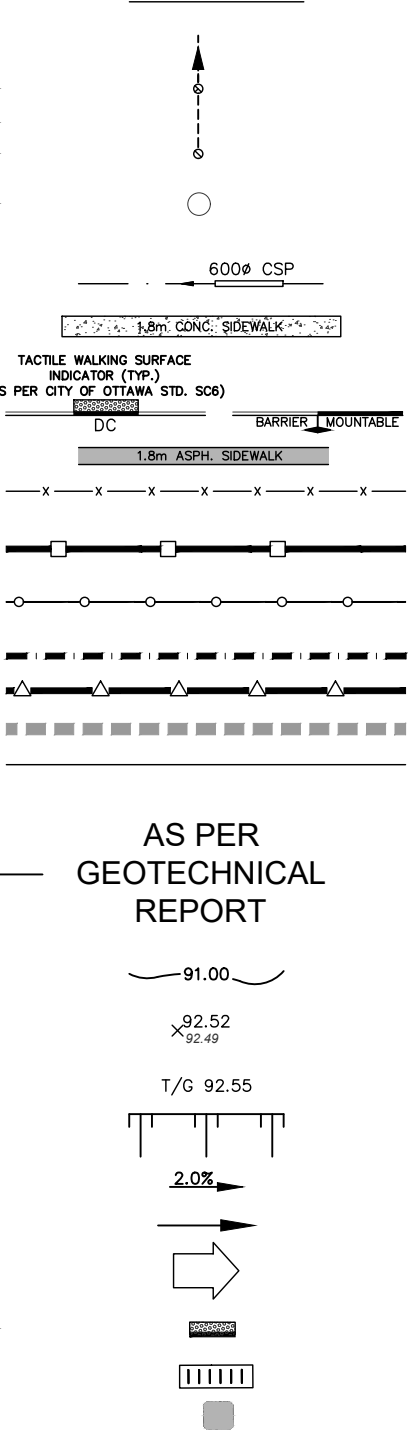 600ø CSP
1.8m CONC. SIDEWALK
TACTILE WALKING SURFACE
INDICATOR (TYP.)
S PER CITY OF OTTAWA STD. SC6)
DC
BARRIER
MOUNTABLE
1.8m ASPH. SIDEWALK
x x x x x x x
AS PER
GEOTECHNICAL
REPORT
91.00
×92.52
92.49
T/G 92.55
2.0%